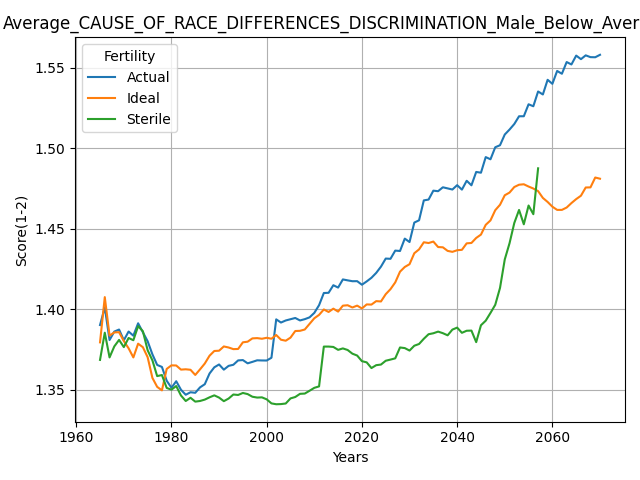 Average_CAUSE_OF_RACE_DIFFERENCES_DISCRIMINATION_Male_Below_Aver
Fertility
Actual
Ideal
Sterile
1.55
1.50
1.45
1.40
1.35
Score(1-2)
1960 1980 2000 2020 2040 2060
Years